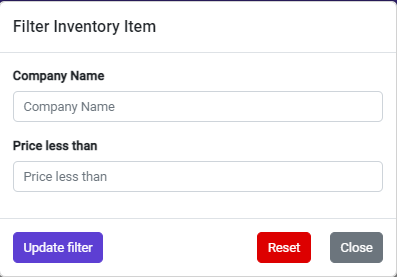 Filter Inventory Item
Company Name
Company Name
Price less than
Price less than
Update filter Reset Close